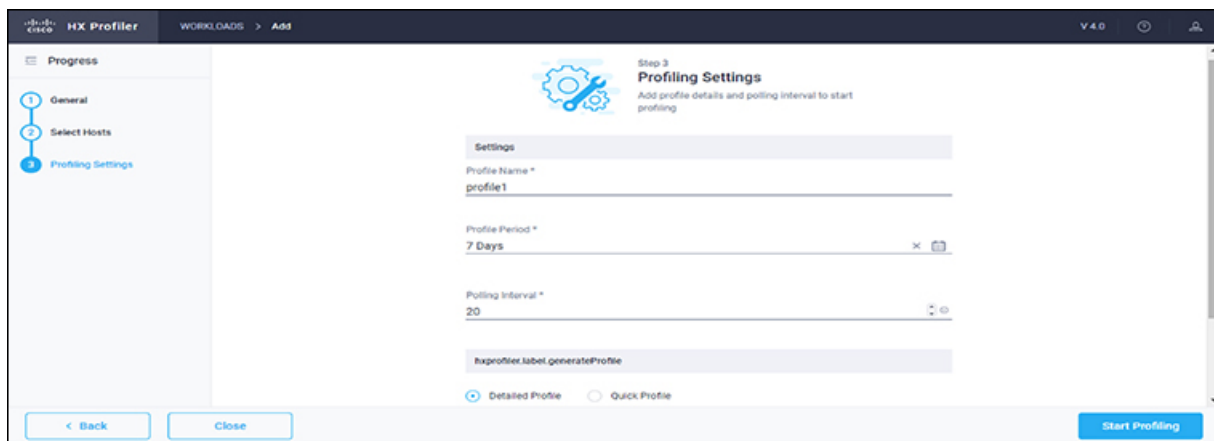 cisco HX Profiler WORKLOADS > Add V 4.0
Progress
1 General
2 Select Hosts
3 Profiling Settings
Step 3
Profiling Settings
Add profile details and polling interval to start
profiling
Settings
Profile Name *
profile1
Profile Period *
7 Days
Polling Interval *
20
hxprofiler.label.generateProfile
Detailed Profile Quick Profile
< Back Close Start Profiling